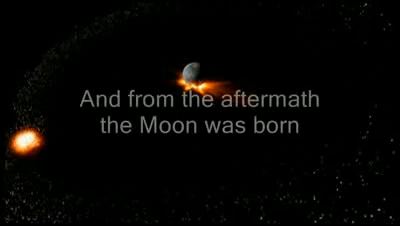 And from the aftermath
the Moon was born